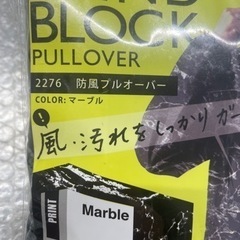 BLOCK
PULLOVER
2276 防風プルオーバー
COLOR: マーブル
L
風・汚れをしっかりガ
PRINT
Marble